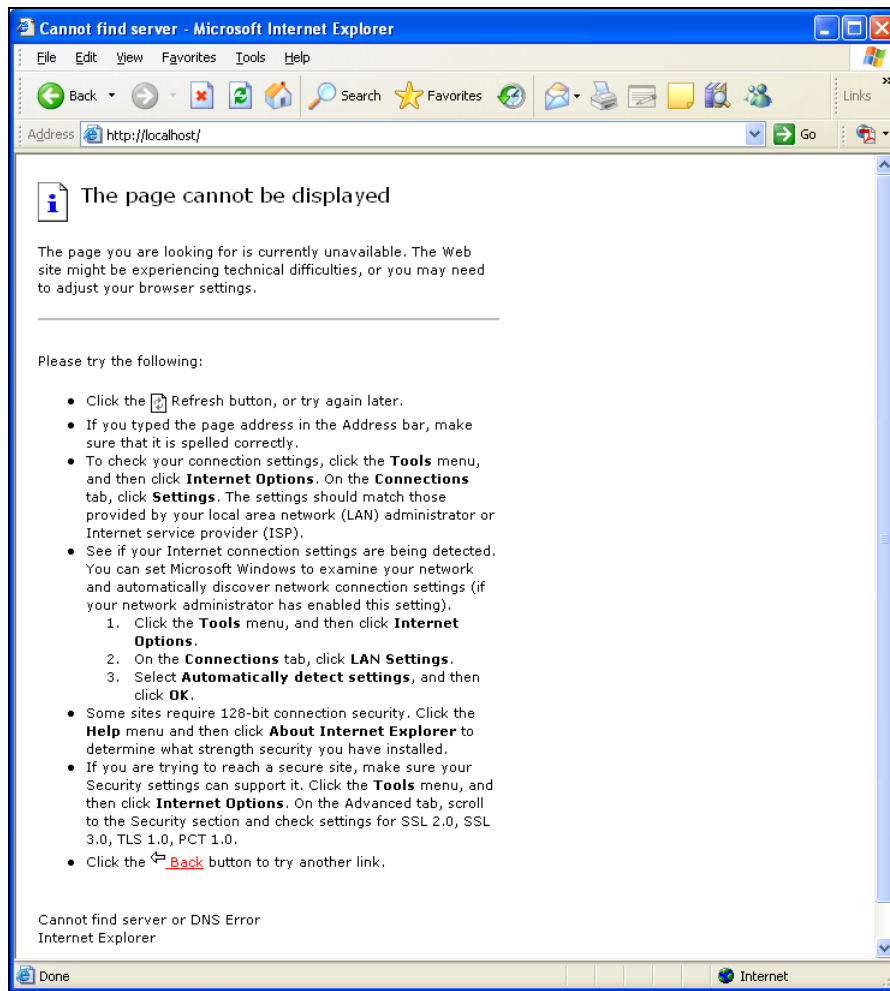 Cannot find server - Microsoft Internet Explorer
File Edit View Favorites Tools Help
Back Search Favorites Links »
Address http://localhost/ Go
The page cannot be displayed
The page you are looking for is currently unavailable. The Web
site might be experiencing technical difficulties, or you may need
to adjust your browser settings.
Please try the following:
• Click the Refresh button, or try again later.
• If you typed the page address in the Address bar, make
sure that it is spelled correctly.
• To check your connection settings, click the Tools menu,
and then click Internet Options. On the Connections
tab, click Settings. The settings should match those
provided by your local area network (LAN) administrator or
Internet service provider (ISP).
• See if your Internet connection settings are being detected.
You can set Microsoft Windows to examine your network
and automatically discover network connection settings (if
your network administrator has enabled this setting).
1. Click the Tools menu, and then click Internet
Options.
2. On the Connections tab, click LAN Settings.
3. Select Automatically detect settings, and then
click OK.
• Some sites require 128-bit connection security. Click the
Help menu and then click About Internet Explorer to
determine what strength security you have installed.
• If you are trying to reach a secure site, make sure your
Security settings can support it. Click the Tools menu, and
then click Internet Options. On the Advanced tab, scroll
to the Security section and check settings for SSL 2.0, SSL
3.0, TLS 1.0, PCT 1.0.
• Click the Back button to try another link.
Cannot find server or DNS Error
Internet Explorer
Done Internet